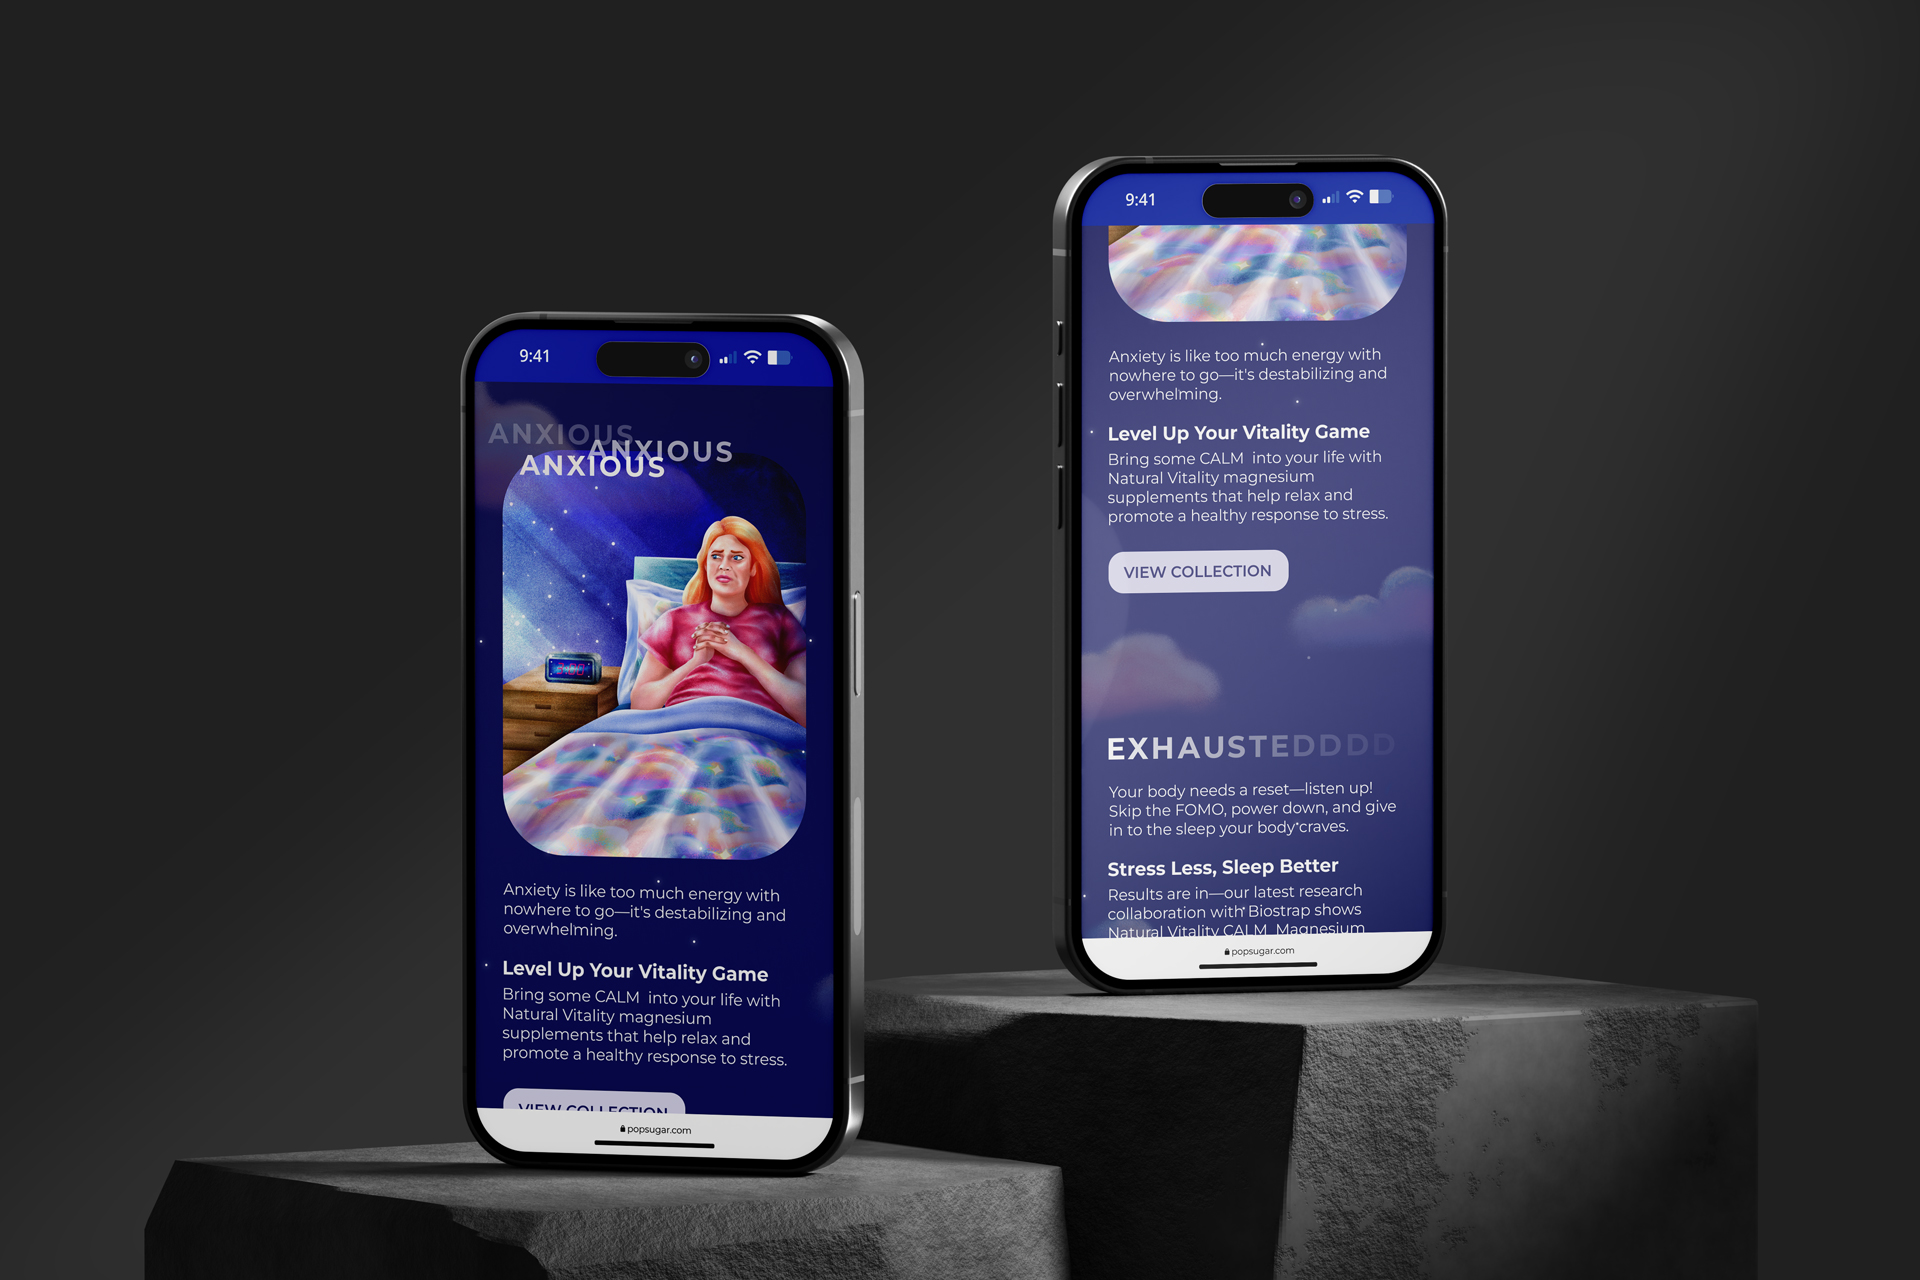 9:41
ANXIOUS
ANXIOUS
ANXIOUS
Anxiety is like too much energy with
nowhere to go—it's destabilizing and
overwhelming.
Level Up Your Vitality Game
Bring some CALM into your life with
Natural Vitality magnesium
supplements that help relax and
promote a healthy response to stress.
VIEW COLLECTION
popsugar.com
9:41
Anxiety is like too much energy with
nowhere to go—it's destabilizing and
overwhelming.
Level Up Your Vitality Game
Bring some CALM into your life with
Natural Vitality magnesium
supplements that help relax and
promote a healthy response to stress.
VIEW COLLECTION
EXHAUSTEDDDD
Your body needs a reset—listen up!
Skip the FOMO, power down, and give
in to the sleep your body craves.
Stress Less, Sleep Better
Results are in—our latest research
collaboration with Biostrap shows
Natural Vitality CALM Magnesium
popsugar.com